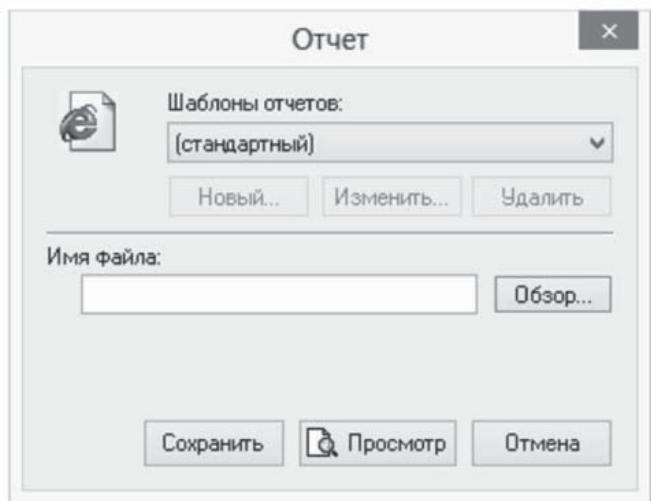 Отчет
Шаблоны отчетов:
(стандартный)
Новый... Изменить... Удалить
Имя файла:
Обзор...
Сохранить Просмотр Отмена